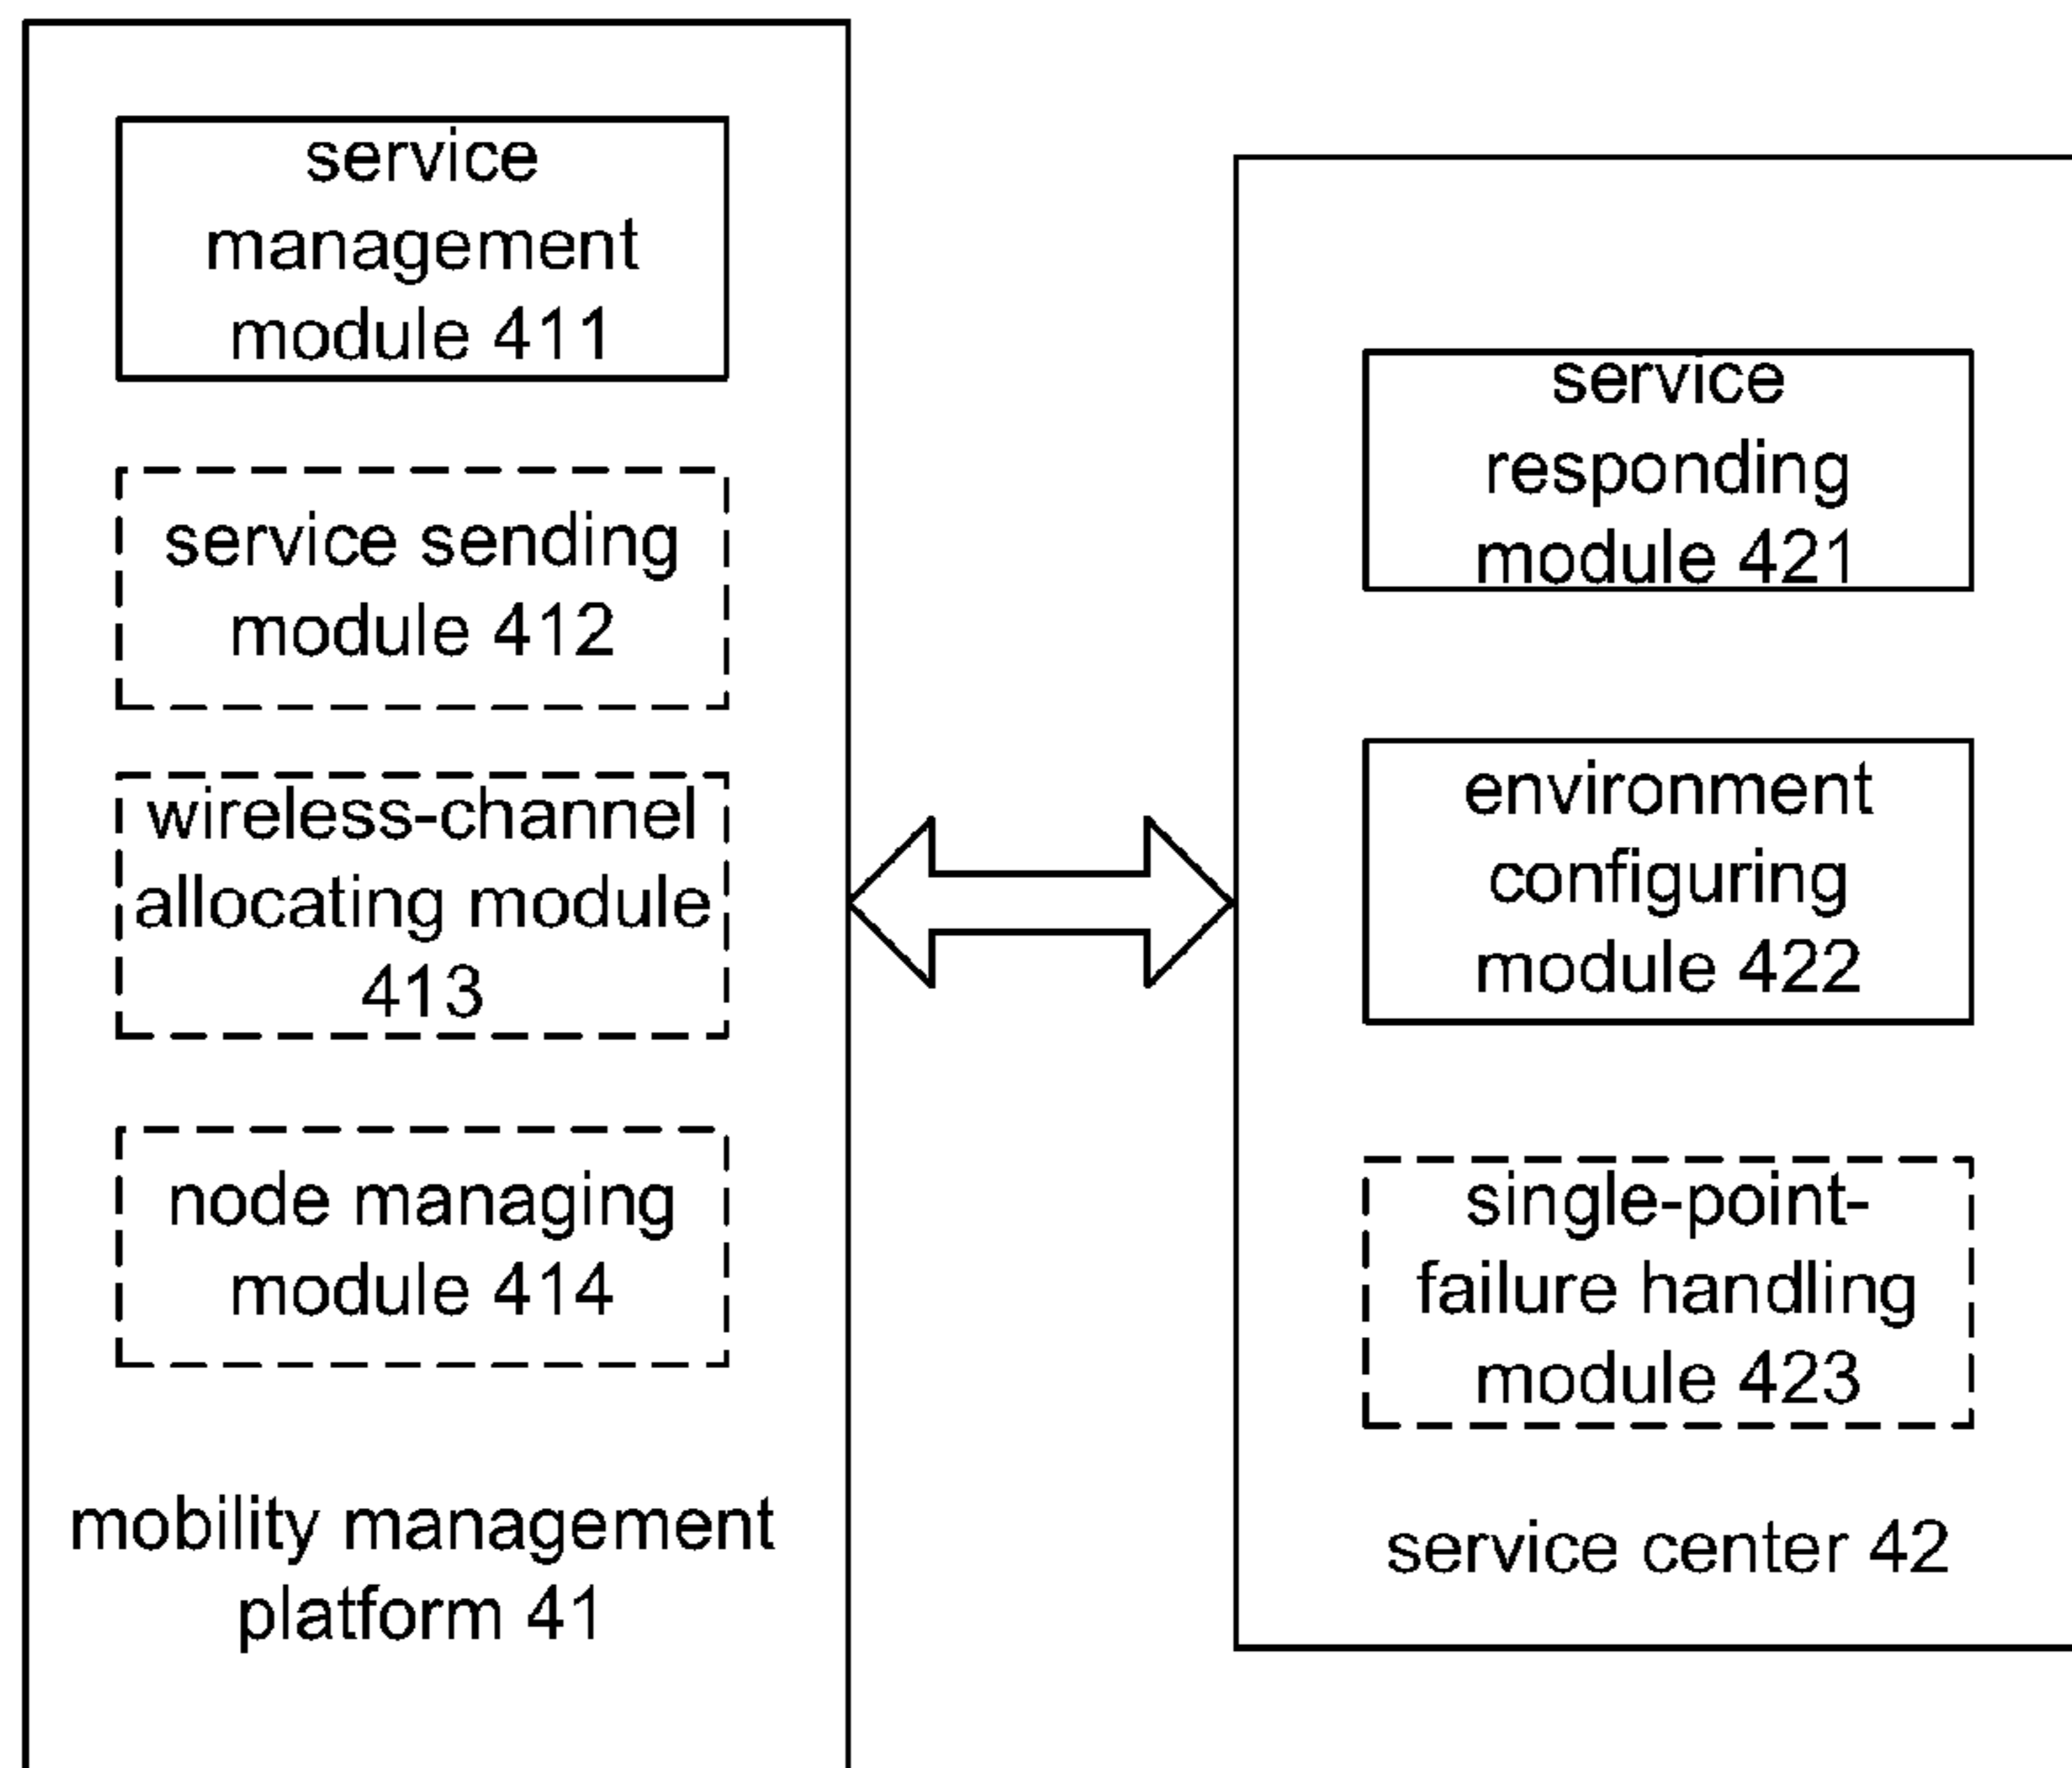 service
management
module 411
service sending
module 412
wireless-channel
allocating module
413
node managing
module 414
mobility management
platform 41
service
responding
module 421
environment
configuring
module 422
single-point-
failure handling
module 423
service center 42